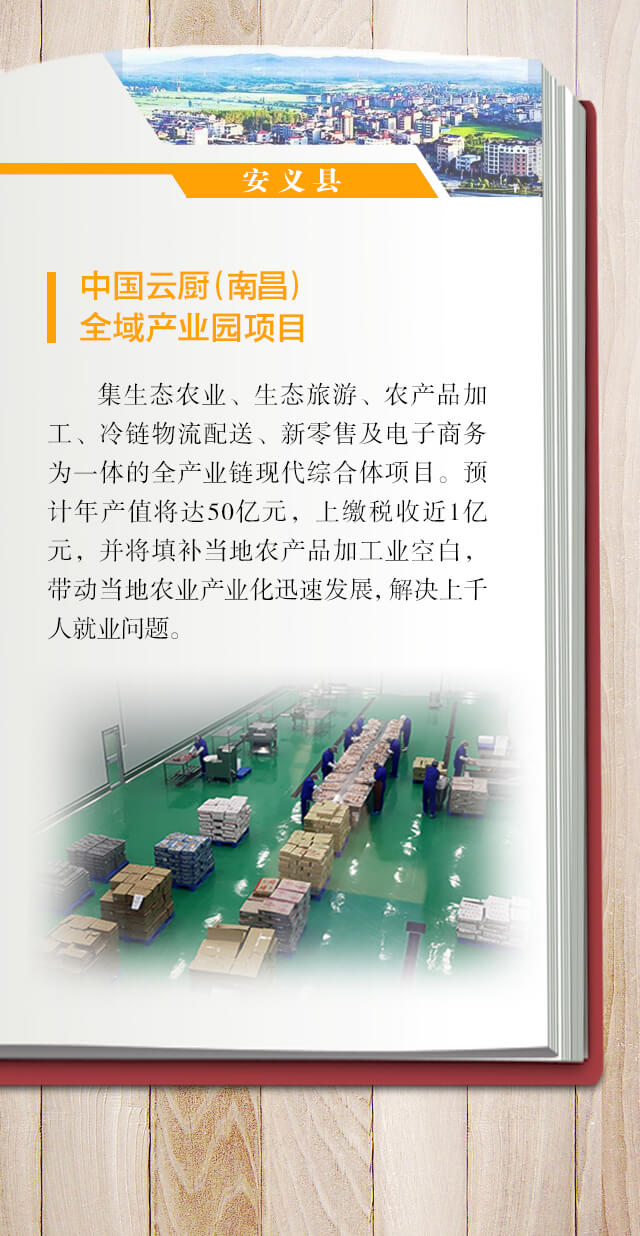 安义县
中国云厨（南昌）
全域产业园项目
集生态农业、生态旅游、农产品加
工、冷链物流配送、新零售及电子商务
为一体的全产业链现代综合体项目。预
计年产值将达50亿元，上缴税收近1亿
元，并将填补当地农产品加工业空白，
带动当地农业产业化迅速发展，解决上千
人就业问题。